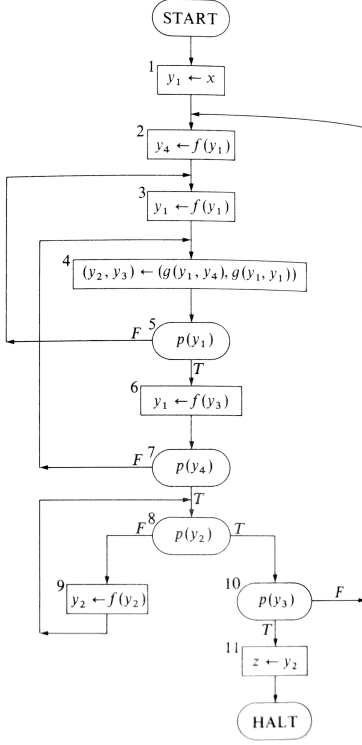 START
1
y₁ ← x
2
y₄ ← f(y₁)
3
y₁ ← f(y₁)
4
(y₂, y₃) ← (g(y₁, y₄), g(y₁, y₁))
5
F
p(y₁)
T
6
y₁ ← f(y₃)
7
F
p(y₄)
T
8
F
p(y₂)
T
9
y₂ ← f(y₂)
10
p(y₃)
F
T
11
z ← y₂
HALT